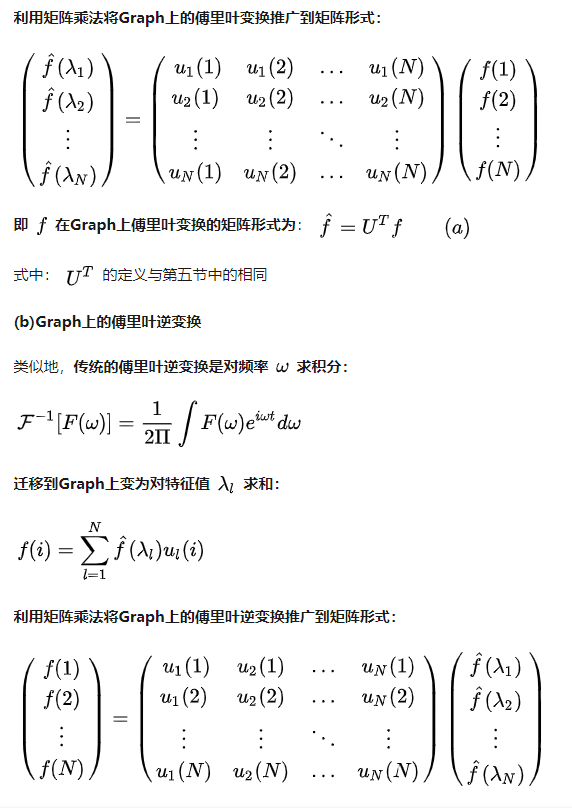 利用矩阵乘法将Graph上的傅里叶变换推广到矩阵形式：
$$\begin{pmatrix} \hat{f}(\lambda_1) \\ \hat{f}(\lambda_2) \\ \vdots \\ \hat{f}(\lambda_N) \end{pmatrix} = \begin{pmatrix} u_1(1) & u_1(2) & \dots & u_1(N) \\ u_2(1) & u_2(2) & \dots & u_2(N) \\ \vdots & \vdots & \ddots & \vdots \\ u_N(1) & u_N(2) & \dots & u_N(N) \end{pmatrix} \begin{pmatrix} f(1) \\ f(2) \\ \vdots \\ f(N) \end{pmatrix}$$
即 $f$ 在Graph上傅里叶变换的矩阵形式为： $\hat{f} = U^T f \qquad (a)$
式中： $U^T$ 的定义与第五节中的相同
(b)Graph上的傅里叶逆变换
类似地，传统的傅里叶逆变换是对频率 $\omega$ 求积分：
$$\mathcal{F}^{-1}[F(\omega)] = \frac{1}{2\Pi} \int F(\omega) e^{i\omega t} d\omega$$
迁移到Graph上变为对特征值 $\lambda_l$ 求和：
$$f(i) = \sum_{l=1}^{N} \hat{f}(\lambda_l) u_l(i)$$
利用矩阵乘法将Graph上的傅里叶逆变换推广到矩阵形式：
$$\begin{pmatrix} f(1) \\ f(2) \\ \vdots \\ f(N) \end{pmatrix} = \begin{pmatrix} u_1(1) & u_2(1) & \dots & u_N(1) \\ u_1(2) & u_2(2) & \dots & u_N(2) \\ \vdots & \vdots & \ddots & \vdots \\ u_1(N) & u_2(N) & \dots & u_N(N) \end{pmatrix} \begin{pmatrix} \hat{f}(\lambda_1) \\ \hat{f}(\lambda_2) \\ \vdots \\ \hat{f}(\lambda_N) \end{pmatrix}$$